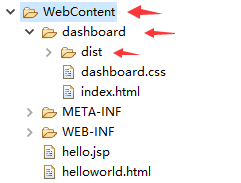 WebContent
dashboard
dist
dashboard.css
index.html
META-INF
WEB-INF
hello.jsp
helloworld.html